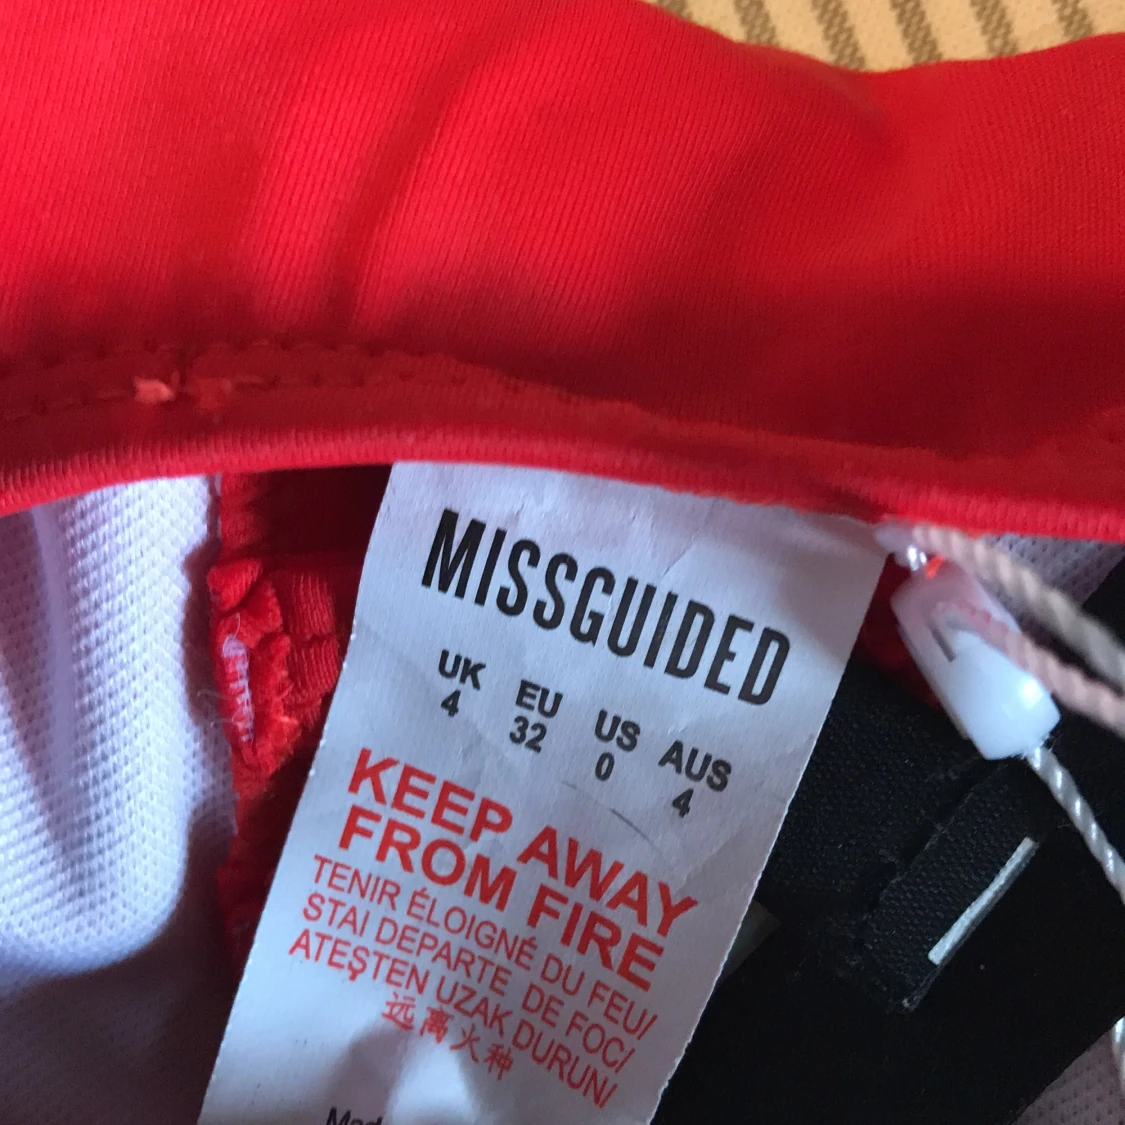 MISSGUIDED
UK EU US AUS
4 32 0 4
KEEP AWAY
FROM FIRE
TENIR ÉLOIGNÉ DU FEU/
STAI DEPARTE DE FOC/
ATEŞTEN UZAK DURUN/
远离火种